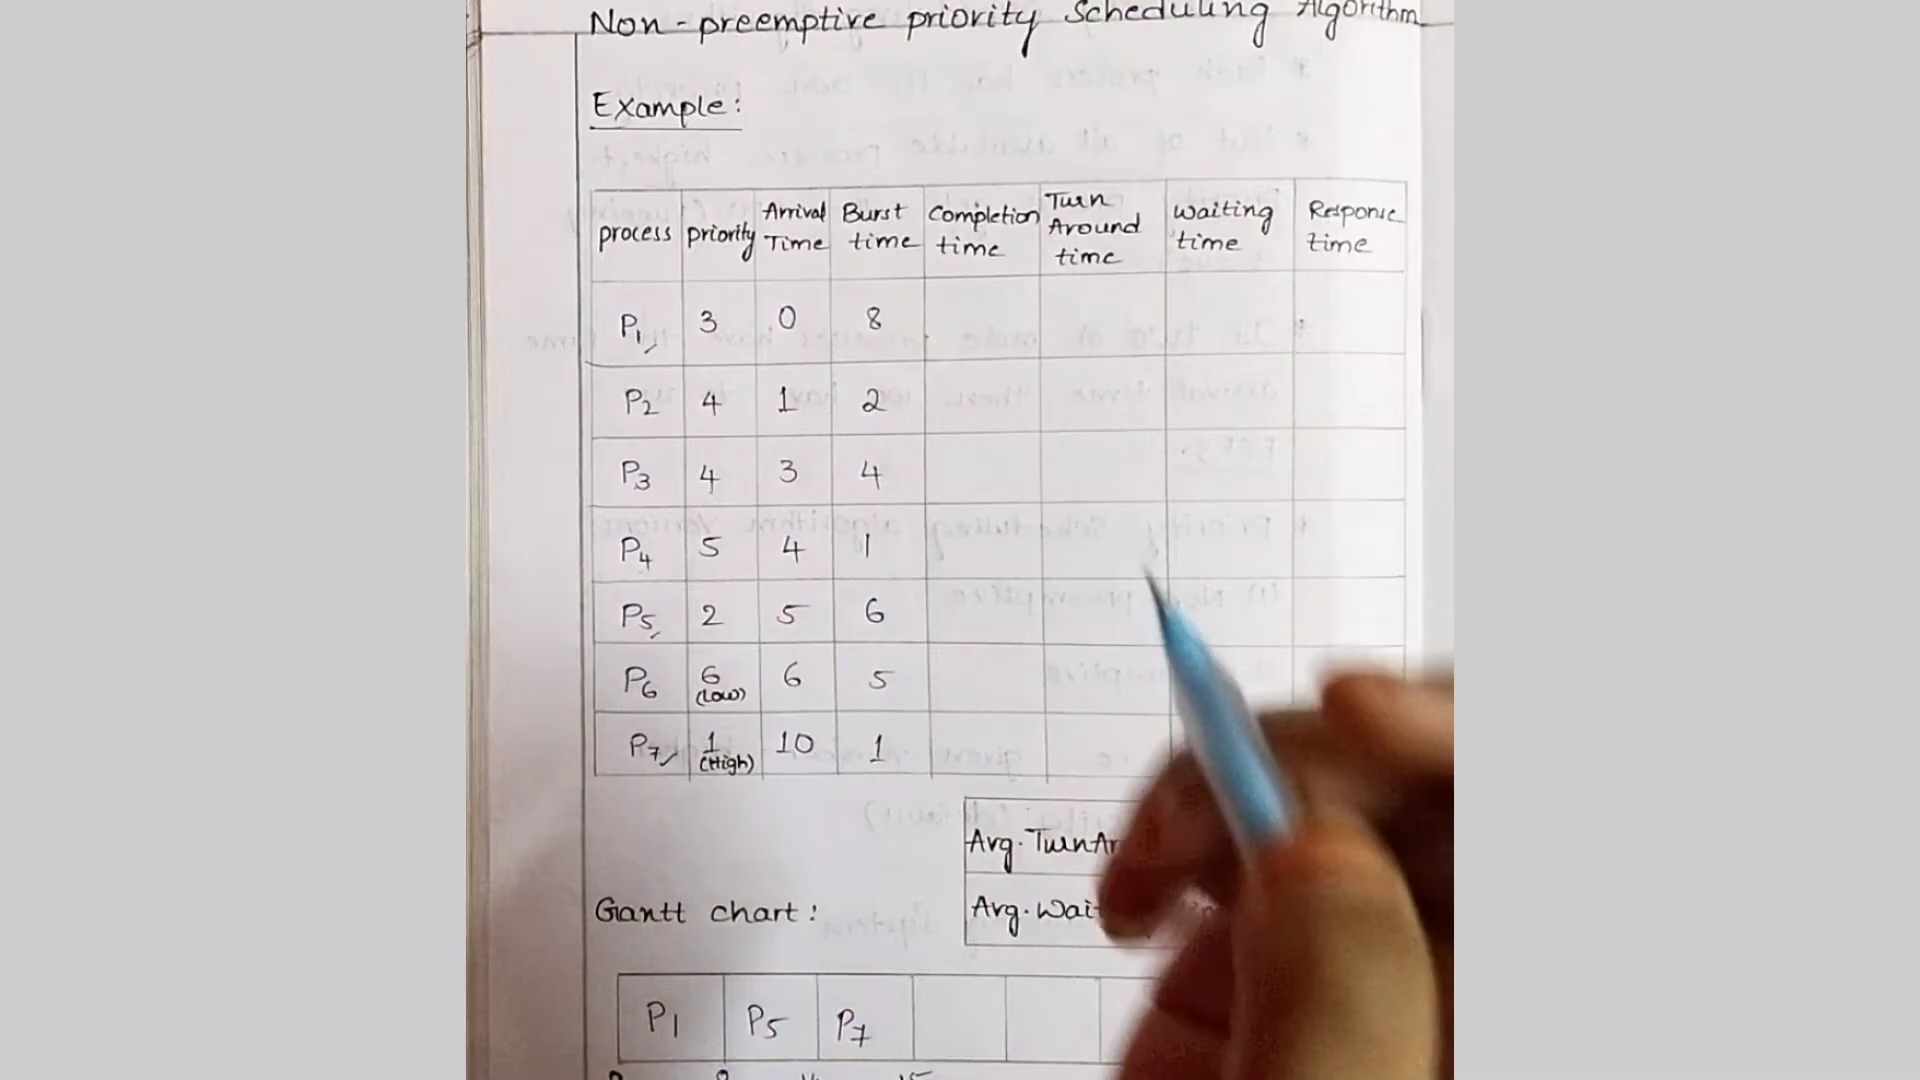 Non-preemptive priority Scheduling Algorithm
Example:
process priority Arrival Time Burst time Completion time Turn Around time waiting time Response time
P1 3 0 8
P2 4 1 2
P3 4 3 4
P4 5 4 1
P5 2 5 6
P6 6 (Low) 6 5
P7 1 (High) 10 1
Avg. TurnAr
Gantt chart:
Avg. Wai
P1 P5 P7